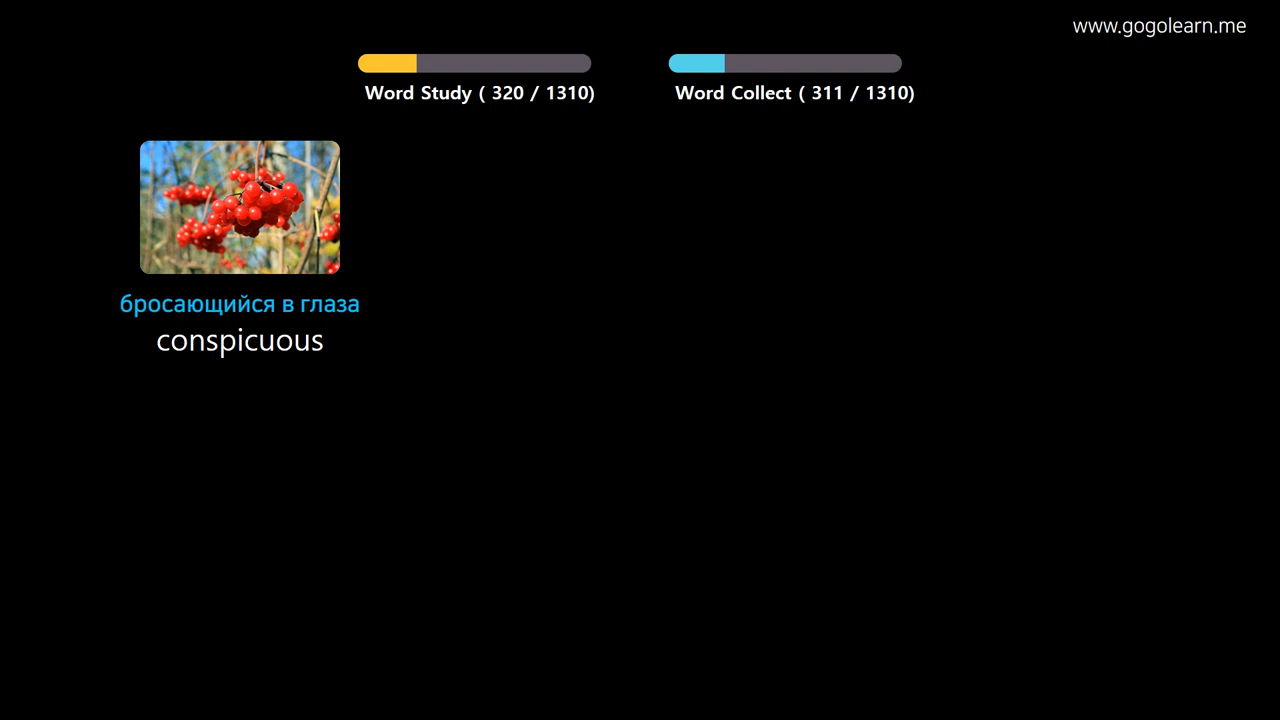 www.gogolearn.me
Word Study ( 320 / 1310)
Word Collect ( 311 / 1310)
бросающийся в глаза
conspicuous